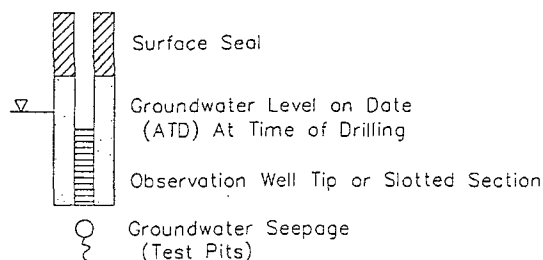 Surface Seal
Groundwater Level on Date
(ATD) At Time of Drilling
Observation Well Tip or Slotted Section
Groundwater Seepage
(Test Pits)